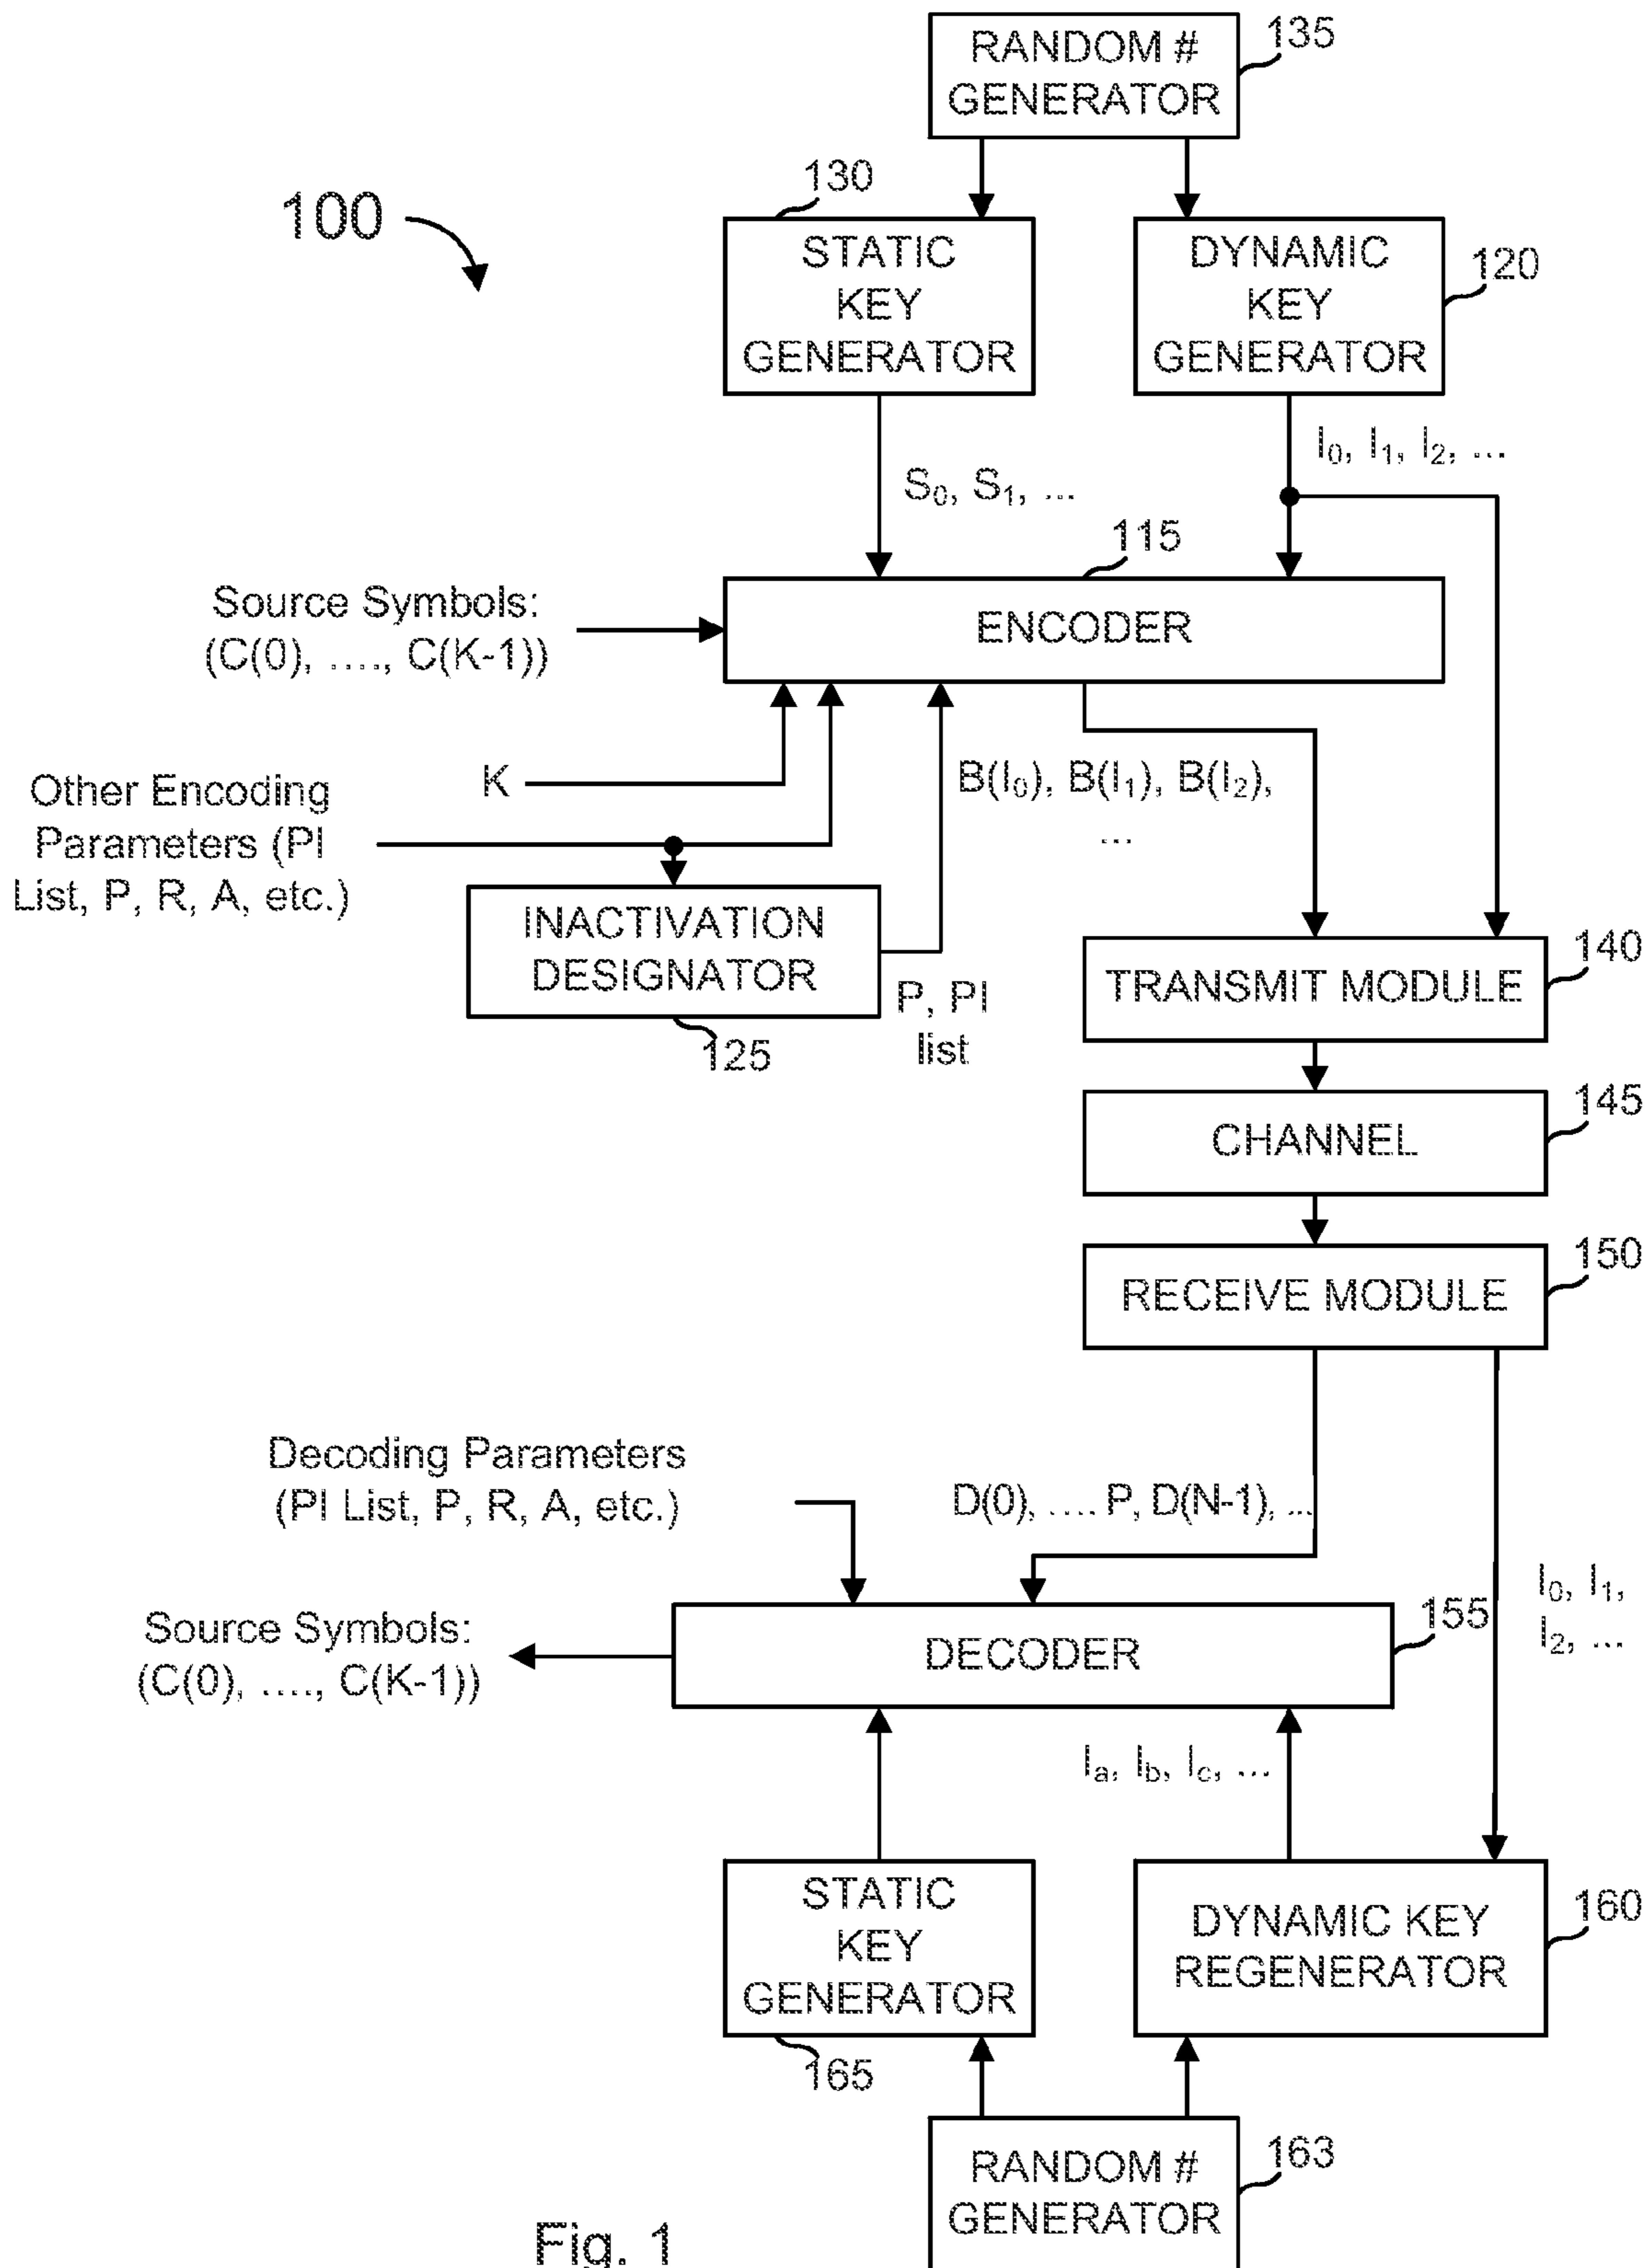 RANDOM #
GENERATOR
135
100
130
STATIC
KEY
GENERATOR
DYNAMIC
KEY
GENERATOR
120
S₀, S₁, ...
I₀, I₁, I₂, ...
115
Source Symbols:
(C(0), ...., C(K-1))
ENCODER
K
Other Encoding
Parameters (PI
List, P, R, A, etc.)
B(I₀), B(I₁), B(I₂),
...
INACTIVATION
DESIGNATOR
125
P, PI
list
TRANSMIT MODULE
140
CHANNEL
145
RECEIVE MODULE
150
Decoding Parameters
(PI List, P, R, A, etc.)
D(0), .... P, D(N-1), ...
I₀, I₁,
I₂, ...
Source Symbols:
(C(0), ...., C(K-1))
DECODER
155
Iₐ, I_b, I_c, ...
STATIC
KEY
GENERATOR
165
DYNAMIC KEY
REGENERATOR
160
RANDOM #
GENERATOR
163
Fig. 1